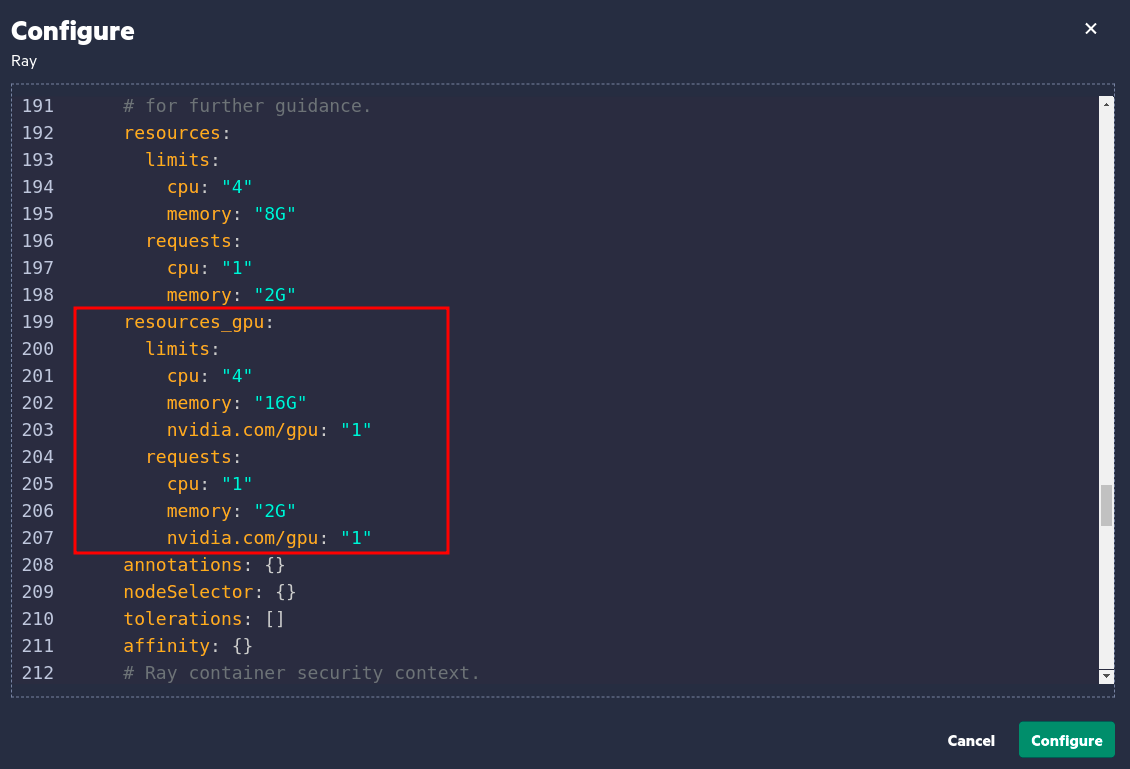 Configure
Ray
191 # for further guidance.
192 resources:
193 limits:
194 cpu: "4"
195 memory: "8G"
196 requests:
197 cpu: "1"
198 memory: "2G"
199 resources_gpu:
200 limits:
201 cpu: "4"
202 memory: "16G"
203 nvidia.com/gpu: "1"
204 requests:
205 cpu: "1"
206 memory: "2G"
207 nvidia.com/gpu: "1"
208 annotations: {}
209 nodeSelector: {}
210 tolerations: []
211 affinity: {}
212 # Ray container security context.
Cancel Configure